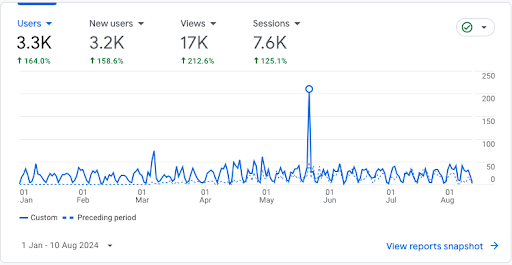 Users New users Views Sessions
3.3K 3.2K 17K 7.6K
164.0% 158.6% 212.6% 125.1%
250
200
150
100
50
0
01 Jan 01 Feb 01 Mar 01 Apr 01 May 01 Jun 01 Jul 01 Aug
Custom Preceding period
1 Jan - 10 Aug 2024 View reports snapshot